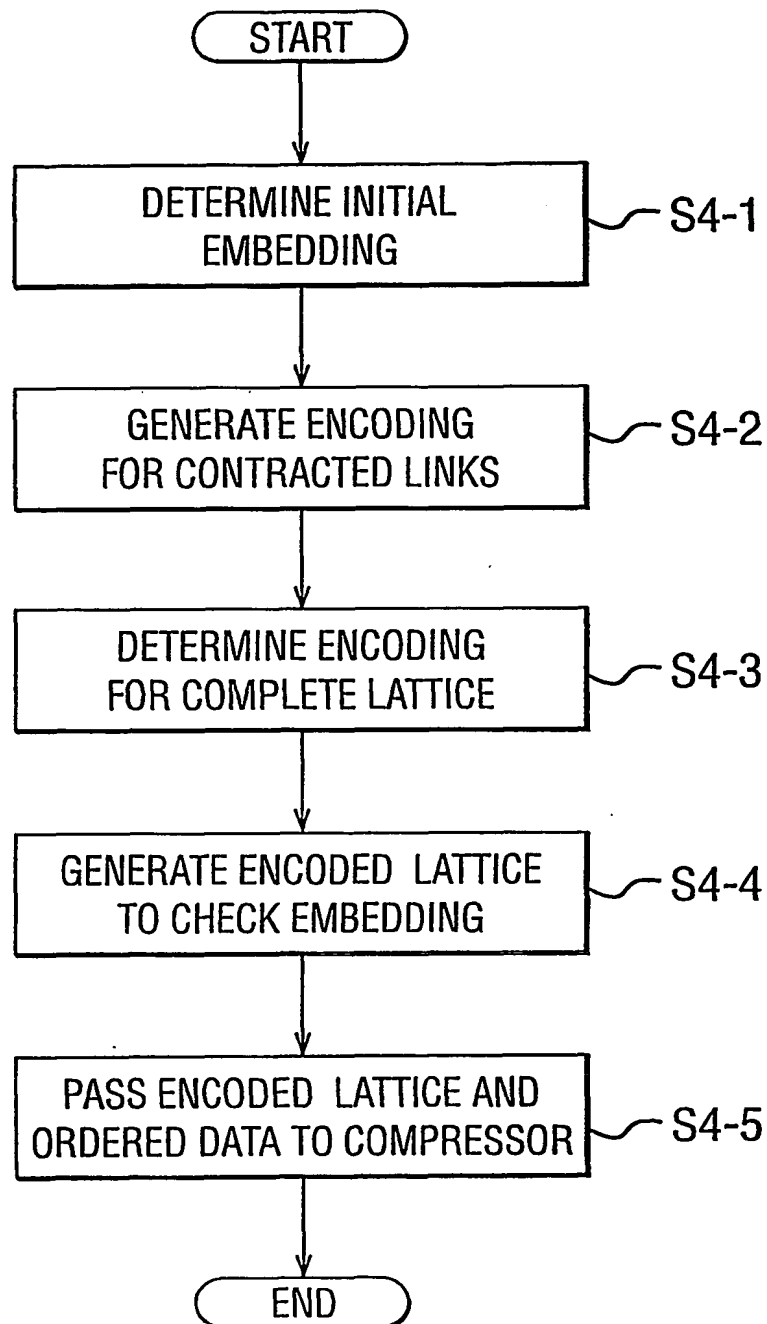 START
DETERMINE INITIAL
EMBEDDING
S4-1
GENERATE ENCODING
FOR CONTRACTED LINKS
S4-2
DETERMINE ENCODING
FOR COMPLETE LATTICE
S4-3
GENERATE ENCODED LATTICE
TO CHECK EMBEDDING
S4-4
PASS ENCODED LATTICE AND
ORDERED DATA TO COMPRESSOR
S4-5
END